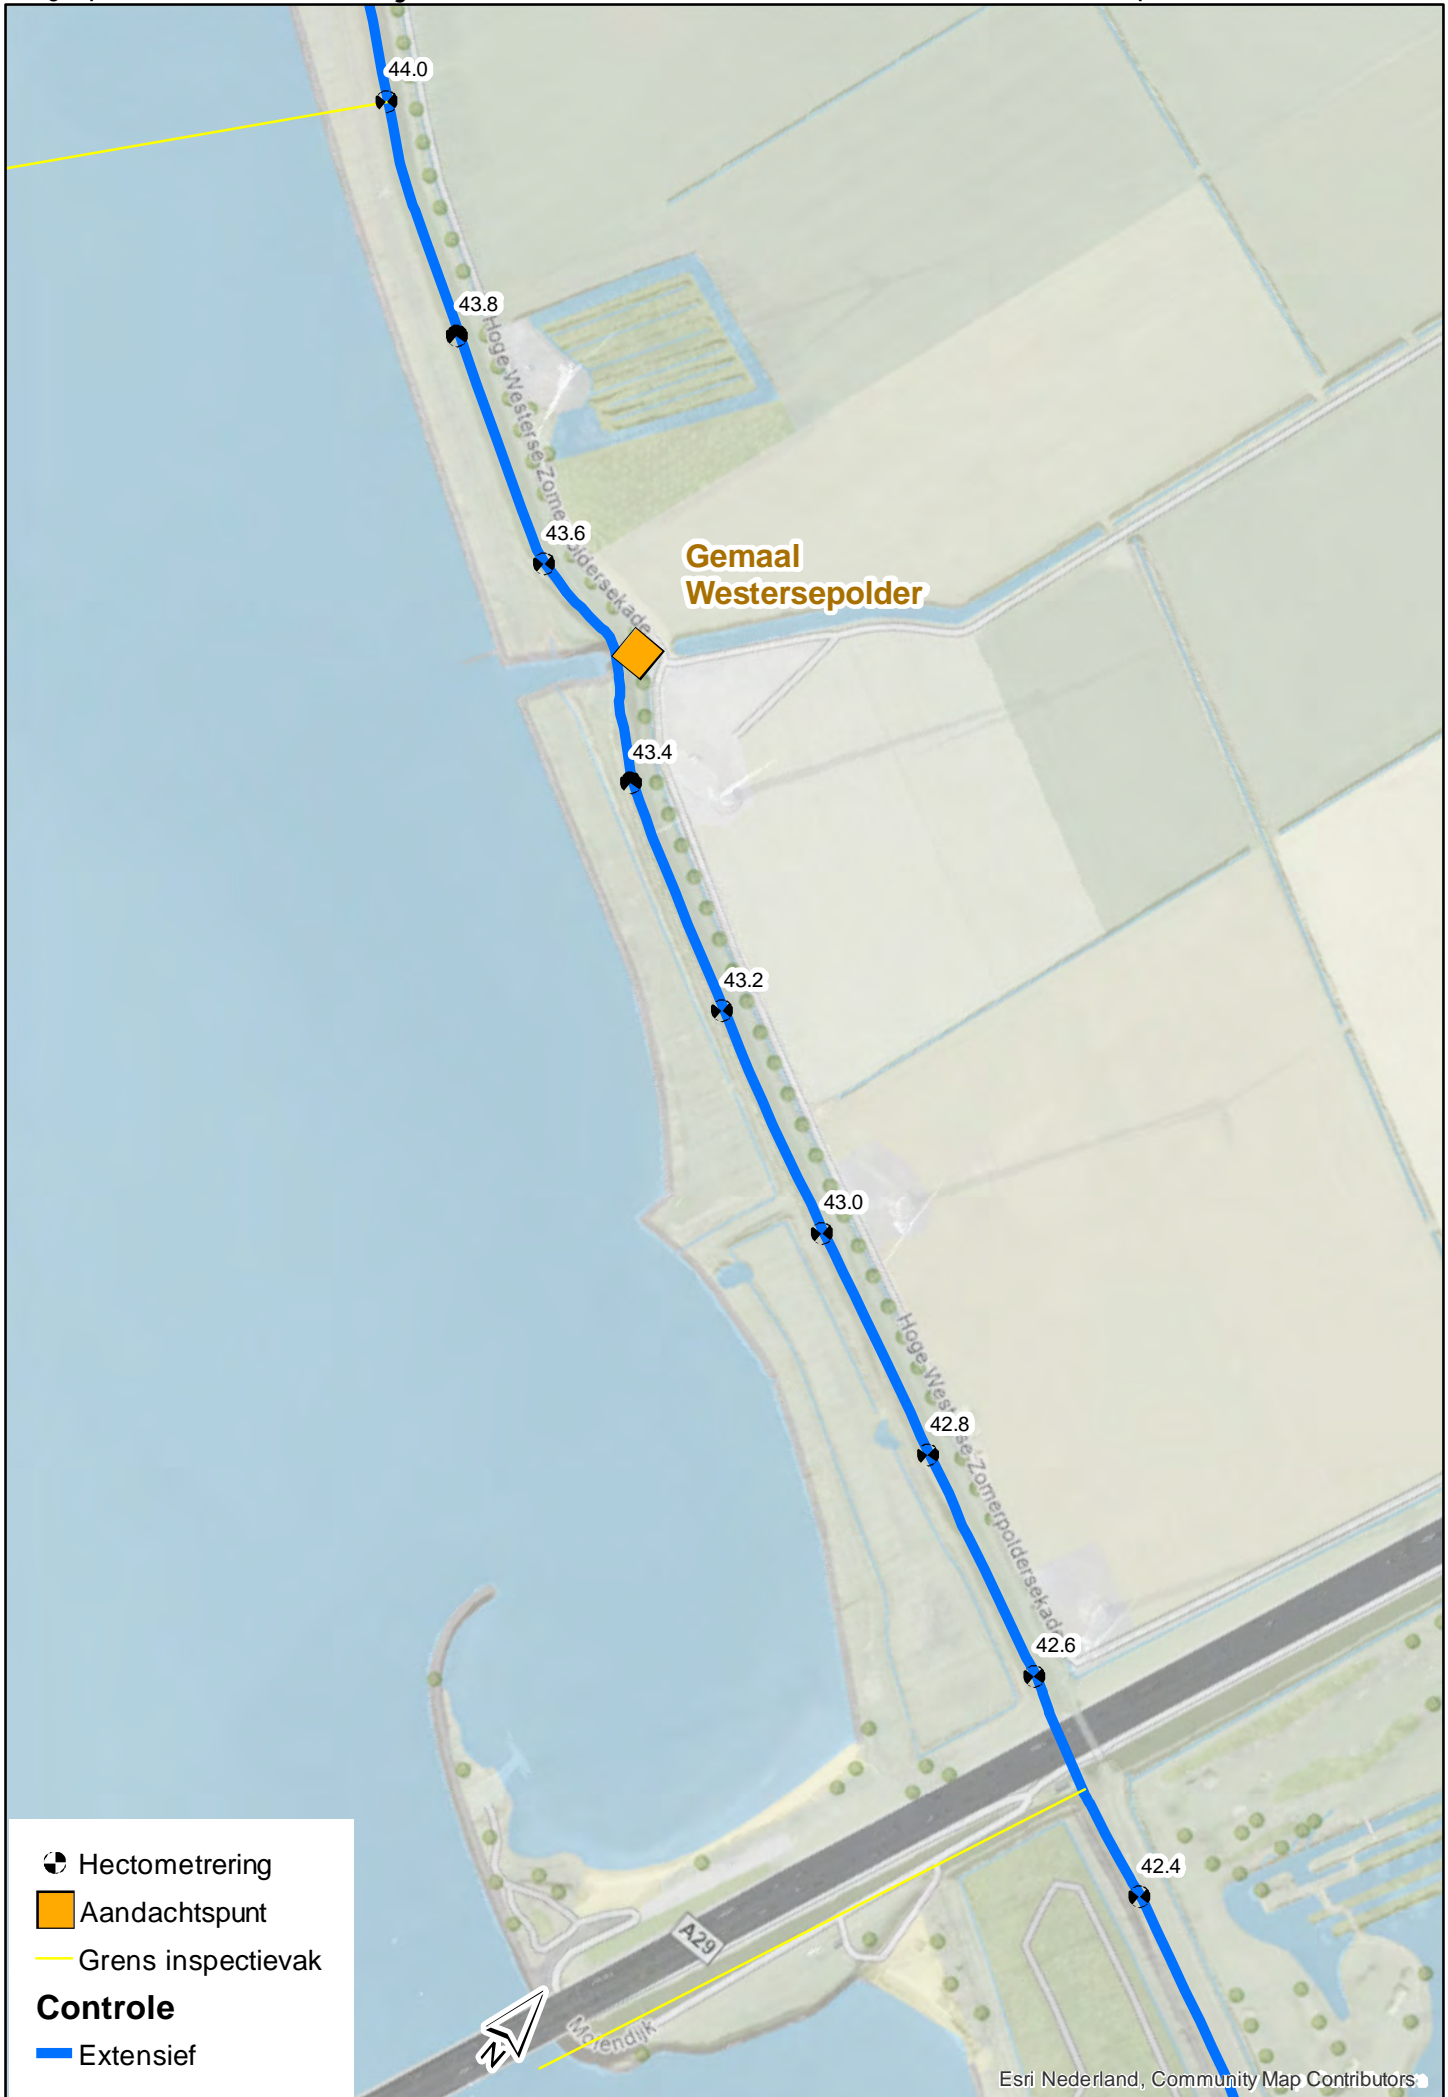 44.0
43.8
Hoge Westerse Zomerpoldersekade
43.6
Gemaal
Westersepolder
43.4
43.2
43.0
Hoge Westerse Zomerpoldersekade
42.8
42.6
42.4
A29
Molendijk
N
Hectometrering
Aandachtspunt
Grens inspectievak
Controle
Extensief
Esri Nederland, Community Map Contributors